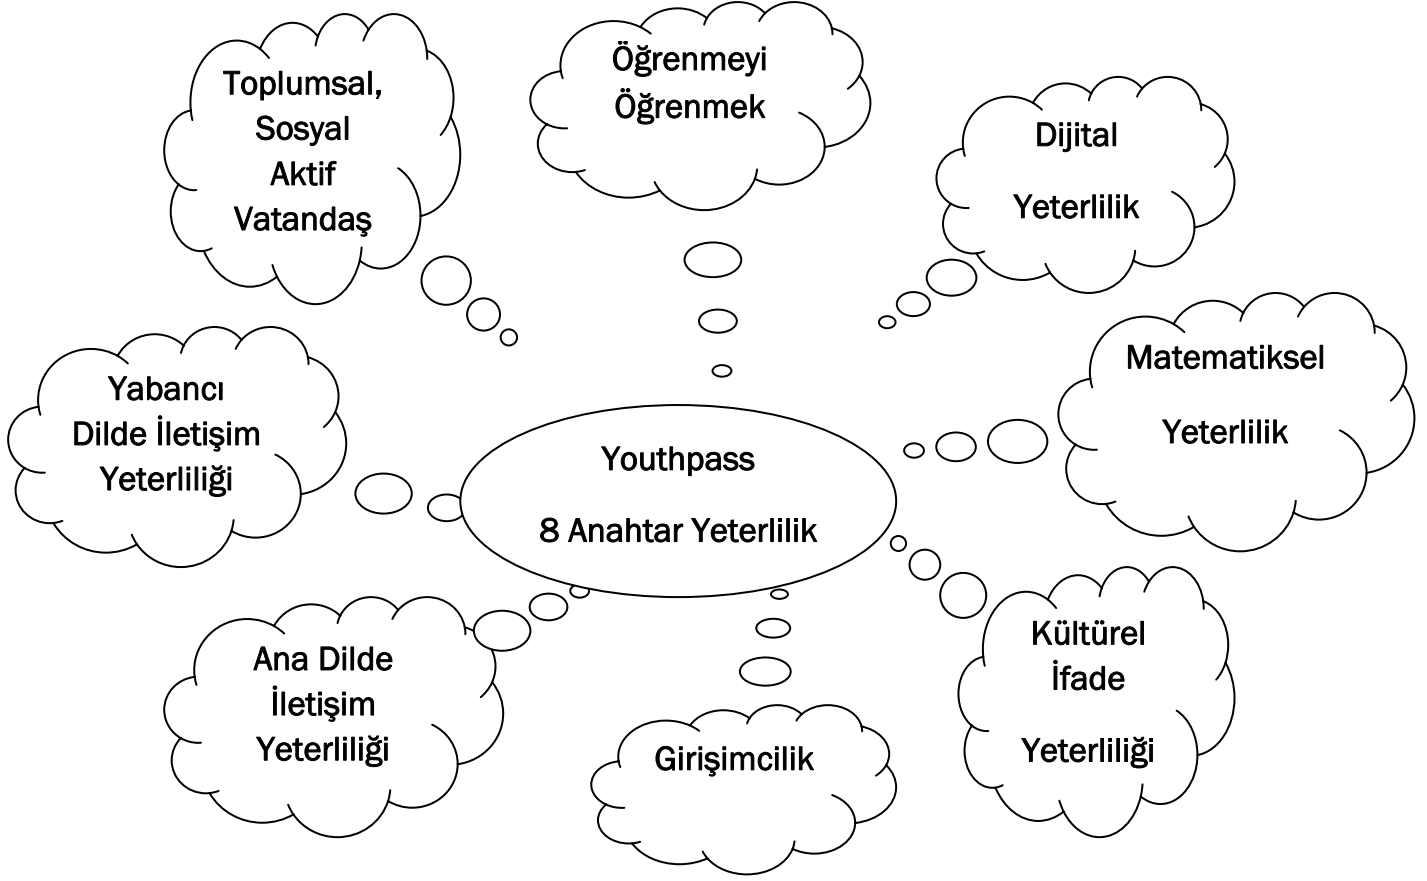 Toplumsal,
Sosyal
Aktif
Vatandaş
Öğrenmeyi
Öğrenmek
Dijital
Yeterlilik
Matematiksel
Yeterlilik
Yabancı
Dilde İletişim
Yeterliliği
Youthpass
8 Anahtar Yeterlilik
Kültürel
İfade
Yeterliliği
Ana Dilde
İletişim
Yeterliliği
Girişimcilik